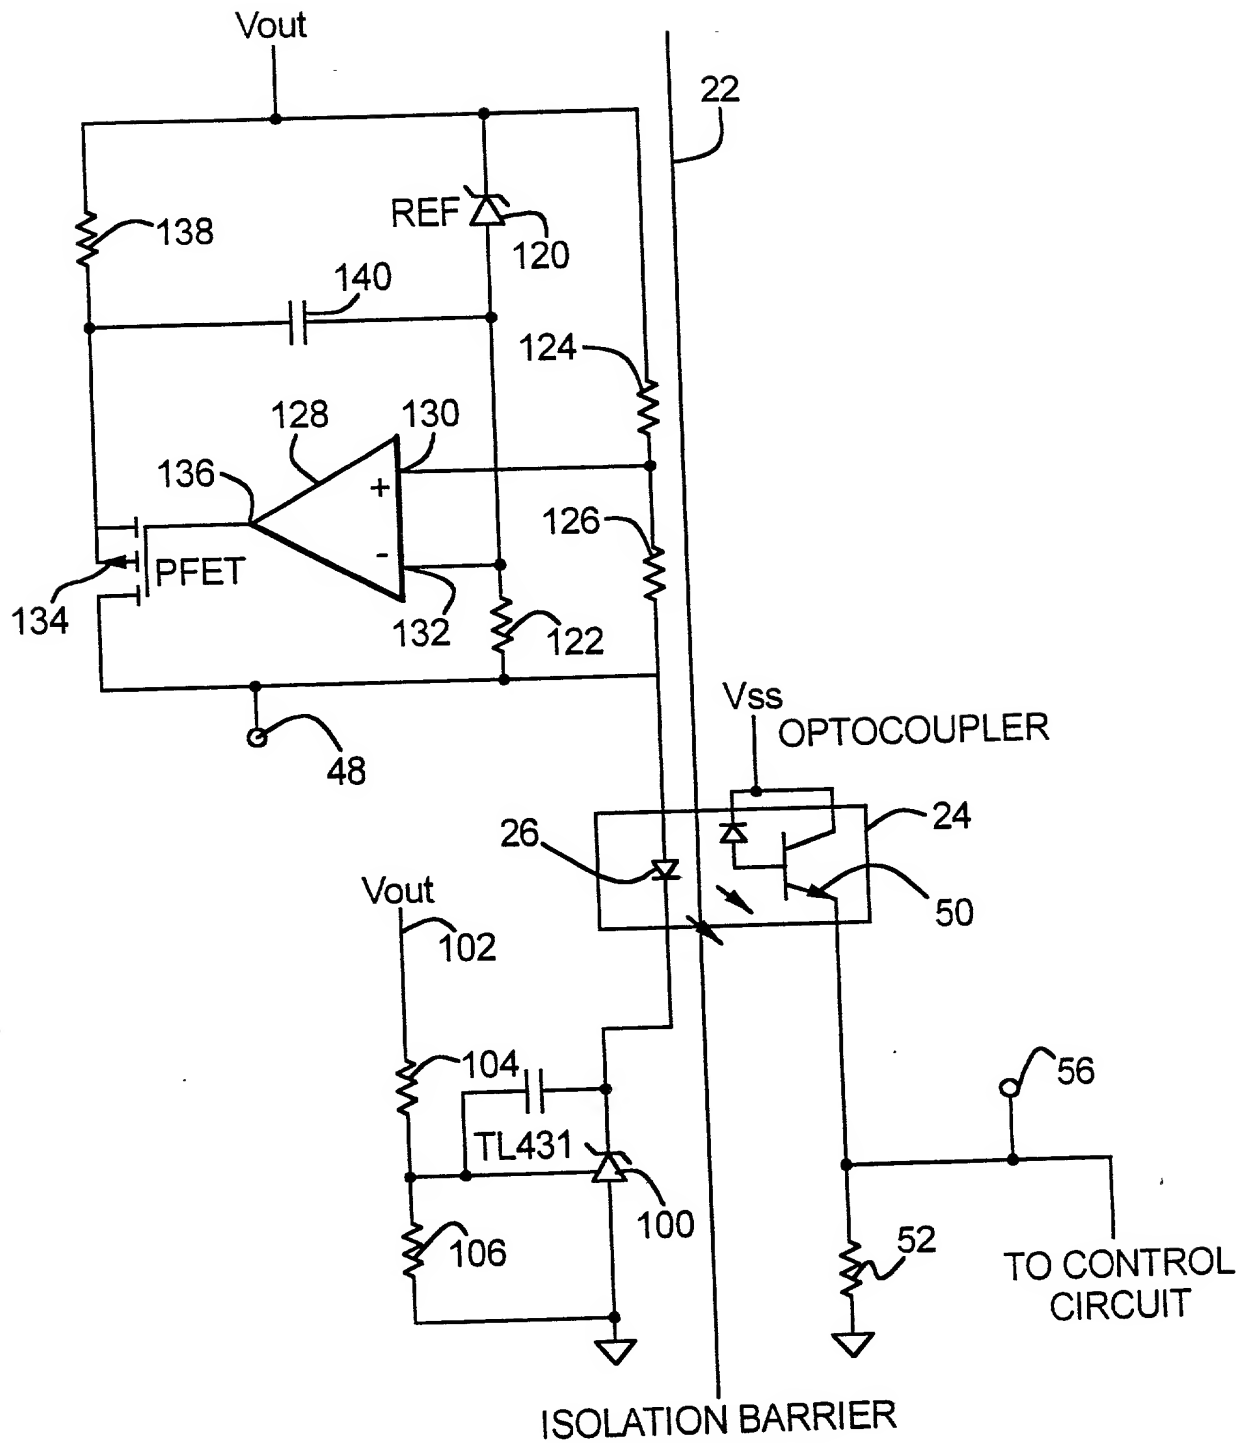 Vout
22
REF
138
120
140
124
128
130
136
+
126
-
PFET
134
132
122
Vss
OPTOCOUPLER
48
24
26
Vout
50
102
104
56
TL431
100
106
52
TO CONTROL
CIRCUIT
ISOLATION BARRIER